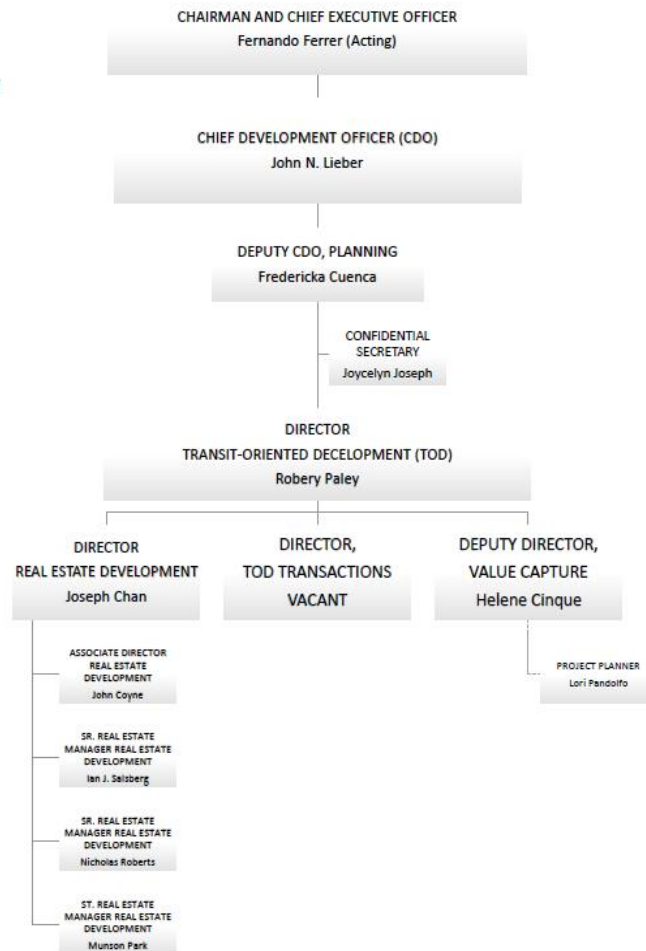 CHAIRMAN AND CHIEF EXECUTIVE OFFICER
Fernando Ferrer (Acting)
CHIEF DEVELOPMENT OFFICER (CDO)
John N. Lieber
DEPUTY CDO, PLANNING
Fredericka Cuenca
CONFIDENTIAL
SECRETARY
Joycelyn Joseph
DIRECTOR
TRANSIT-ORIENTED DECELOPMENT (TOD)
Robery Paley
DIRECTOR
REAL ESTATE DEVELOPMENT
Joseph Chan
DIRECTOR,
TOD TRANSACTIONS
VACANT
DEPUTY DIRECTOR,
VALUE CAPTURE
Helene Cinque
ASSOCIATE DIRECTOR
REAL ESTATE
DEVELOPMENT
John Coyne
SR. REAL ESTATE
MANAGER REAL ESTATE
DEVELOPMENT
Ian J. Salsberg
SR. REAL ESTATE
MANAGER REAL ESTATE
DEVELOPMENT
Nicholas Roberts
ST. REAL ESTATE
MANAGER REAL ESTATE
DEVELOPMENT
Munson Park
PROJECT PLANNER
Lori Pandolfo